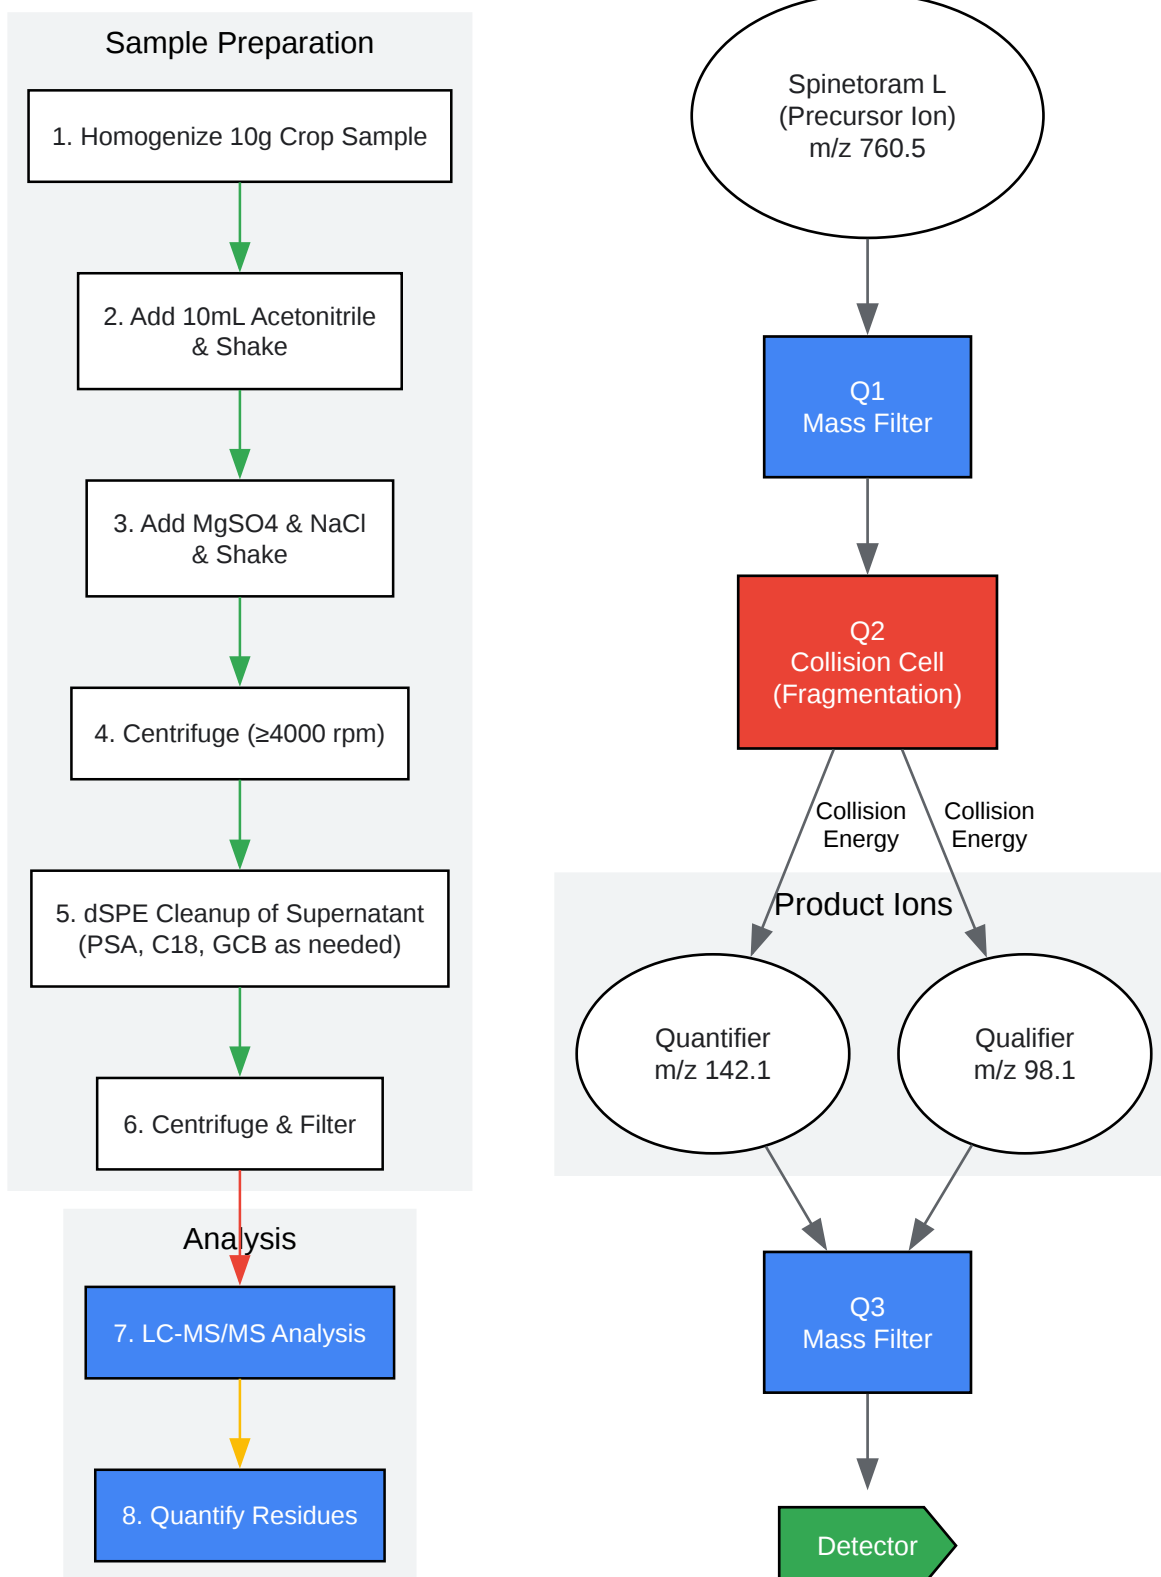 Sample Preparation
1. Homogenize 10g Crop Sample
2. Add 10mL Acetonitrile
& Shake
3. Add MgSO4 & NaCl
& Shake
4. Centrifuge (≥4000 rpm)
5. dSPE Cleanup of Supernatant
(PSA, C18, GCB as needed)
6. Centrifuge & Filter
Analysis
7. LC-MS/MS Analysis
8. Quantify Residues
Spinetoram L
(Precursor Ion)
m/z 760.5
Q1
Mass Filter
Q2
Collision Cell
(Fragmentation)
Collision
Energy
Collision
Energy
Product Ions
Quantifier
m/z 142.1
Qualifier
m/z 98.1
Q3
Mass Filter
Detector